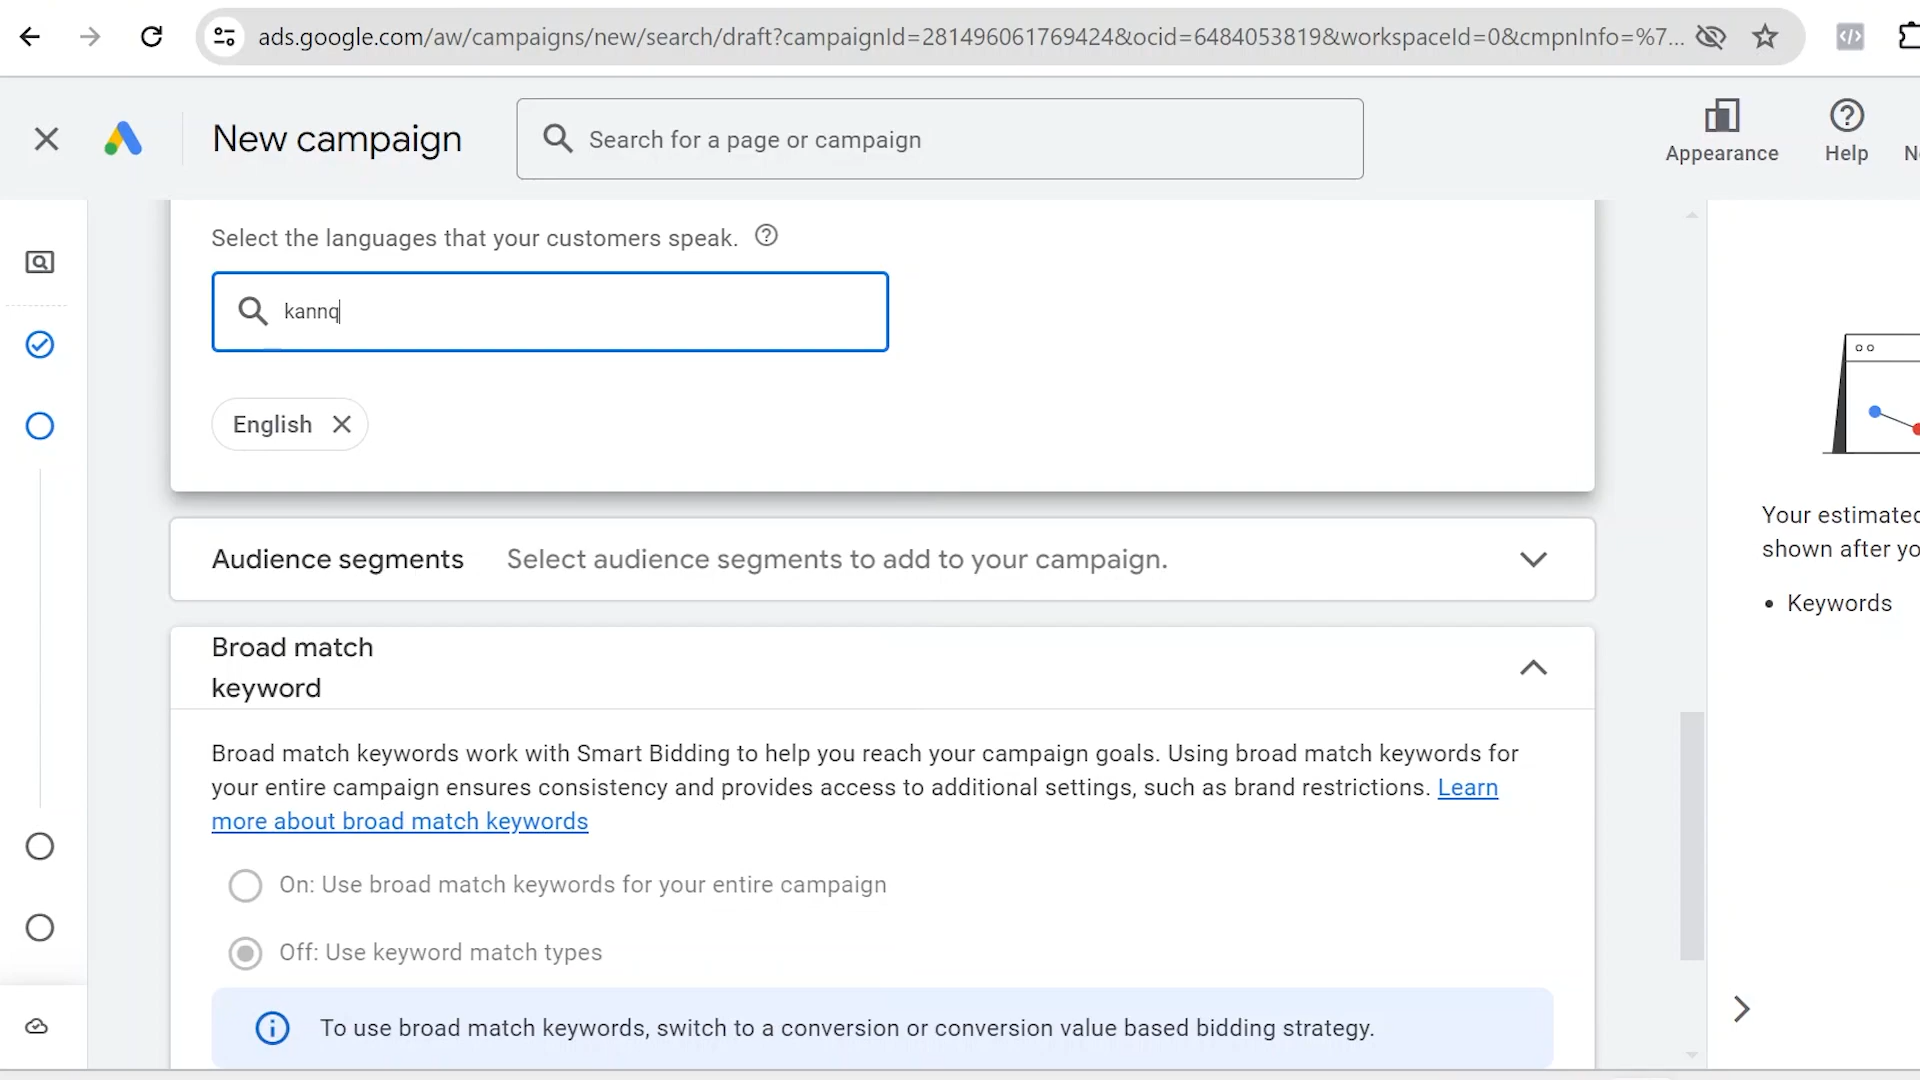 ads.google.com/aw/campaigns/new/search/draft?campaignId=281496061769424&ocid=6484053819&workspaceId=0&cmpnInfo=%7...
New campaign
Search for a page or campaign
Appearance
Help
Select the languages that your customers speak.
kannq
English
Audience segments Select audience segments to add to your campaign.
Broad match
keyword
Broad match keywords work with Smart Bidding to help you reach your campaign goals. Using broad match keywords for
your entire campaign ensures consistency and provides access to additional settings, such as brand restrictions. Learn
more about broad match keywords
On: Use broad match keywords for your entire campaign
Off: Use keyword match types
To use broad match keywords, switch to a conversion or conversion value based bidding strategy.
Your estimated
shown after yo
• Keywords